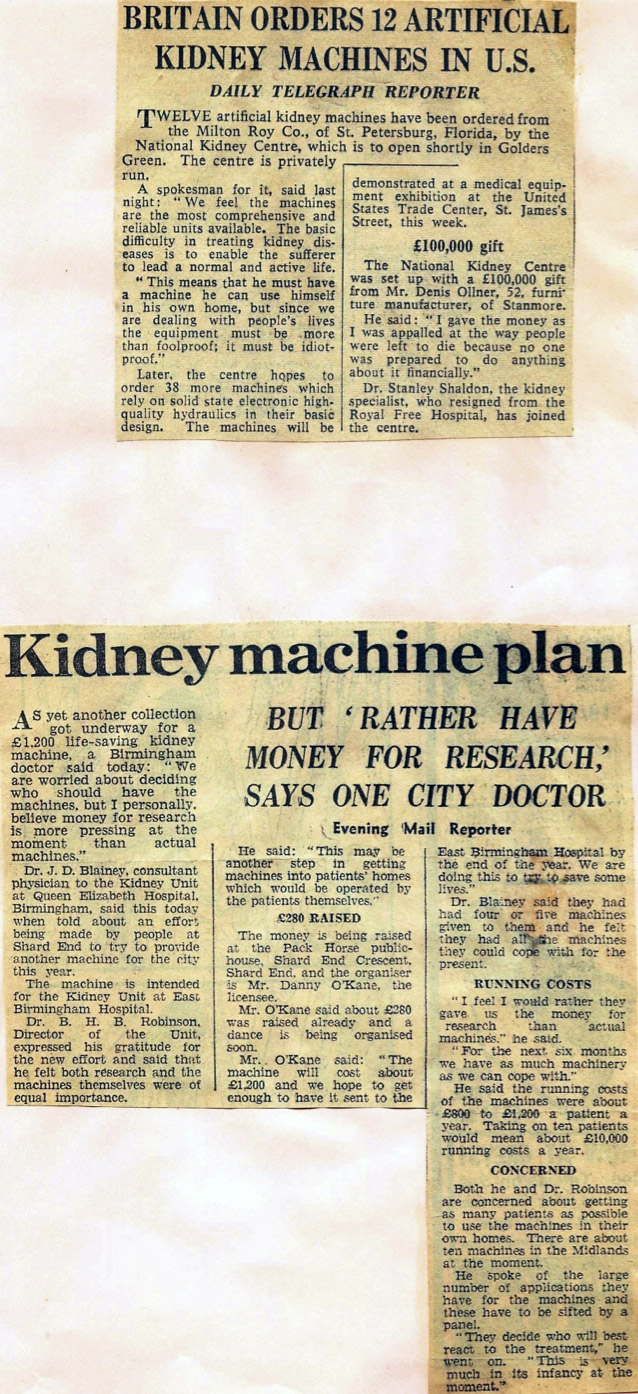 BRITAIN ORDERS 12 ARTIFICIAL
KIDNEY MACHINES IN U.S.
DAILY TELEGRAPH REPORTER
TWELVE artificial kidney machines have been ordered from
the Milton Roy Co., of St. Petersburg, Florida, by the
National Kidney Centre, which is to open shortly in Golders
Green. The centre is privately
run.
A spokesman for it, said last
night: "We feel the machines
are the most comprehensive and
reliable units available. The basic
difficulty in treating kidney dis-
eases is to enable the sufferer
to lead a normal and active life.
"This means that he must have
a machine he can use himself
in his own home, but since we
are dealing with people's lives
the equipment must be more
than foolproof; it must be idiot-
proof."
Later, the centre hopes to
order 38 more machines which
rely on solid state electronic high-
quality hydraulics in their basic
design. The machines will be
demonstrated at a medical equip-
ment exhibition at the United
States Trade Center, St. James's
Street, this week.
£100,000 gift
The National Kidney Centre
was set up with a £100,000 gift
from Mr. Denis Ollner, 52, furni-
ture manufacturer, of Stanmore.
He said: "I gave the money as
I was appalled at the way people
were left to die because no one
was prepared to do anything
about it financially."
Dr. Stanley Shaldon, the kidney
specialist, who resigned from the
Royal Free Hospital, has joined
the centre.
Kidney machine plan
BUT 'RATHER HAVE
MONEY FOR RESEARCH,'
SAYS ONE CITY DOCTOR
Evening Mail Reporter
AS yet another collection
got underway for a
£1,200 life-saving kidney
machine, a Birmingham
doctor said today: "We
are worried about deciding
who should have the
machines, but I personally.
believe money for research
is more pressing at the
moment than actual
machines."
Dr. J. D. Blainey, consultant
physician to the Kidney Unit
at Queen Elizabeth Hospital,
Birmingham, said this today
when told about an effort
being made by people at
Shard End to try to provide
another machine for the city
this year.
The machine is intended
for the Kidney Unit at East
Birmingham Hospital.
Dr. B. H. B. Robinson,
Director of the Unit,
expressed his gratitude for
the new effort and said that
he felt both research and the
machines themselves were of
equal importance.
He said: "This may be
another step in getting
machines into patients' homes
which would be operated by
the patients themselves."
£280 RAISED
The money is being raised
at the Pack Horse public-
house, Shard End Crescent,
Shard End, and the organiser
is Mr. Danny O'Kane, the
licensee.
Mr. O'Kane said about £280
was raised already and a
dance is being organised
soon.
Mr. O'Kane said: "The
machine will cost about
£1,200 and we hope to get
enough to have it sent to the
East Birmingham Hospital by
the end of the year. We are
doing this to try to save some
lives."
Dr. Blainey said they had
had four or five machines
given to them and he felt
they had all the machines
they could cope with for the
present.
RUNNING COSTS
"I feel I would rather they
gave us the money for
research than actual
machines." he said.
"For the next six months
we have as much machinery
as we can cope with."
He said the running costs
of the machines were about
£800 to £1,200 a patient a
year. Taking on ten patients
would mean about £10,000
running costs a year.
CONCERNED
Both he and Dr. Robinson
are concerned about getting
as many patients as possible
to use the machines in their
own homes. There are about
ten machines in the Midlands
at the moment.
He spoke of the large
number of applications they
have for the machines and
these have to be sifted by a
panel.
"They decide who will best
react to the treatment," he
went on. "This is very
much in its infancy at the
moment."